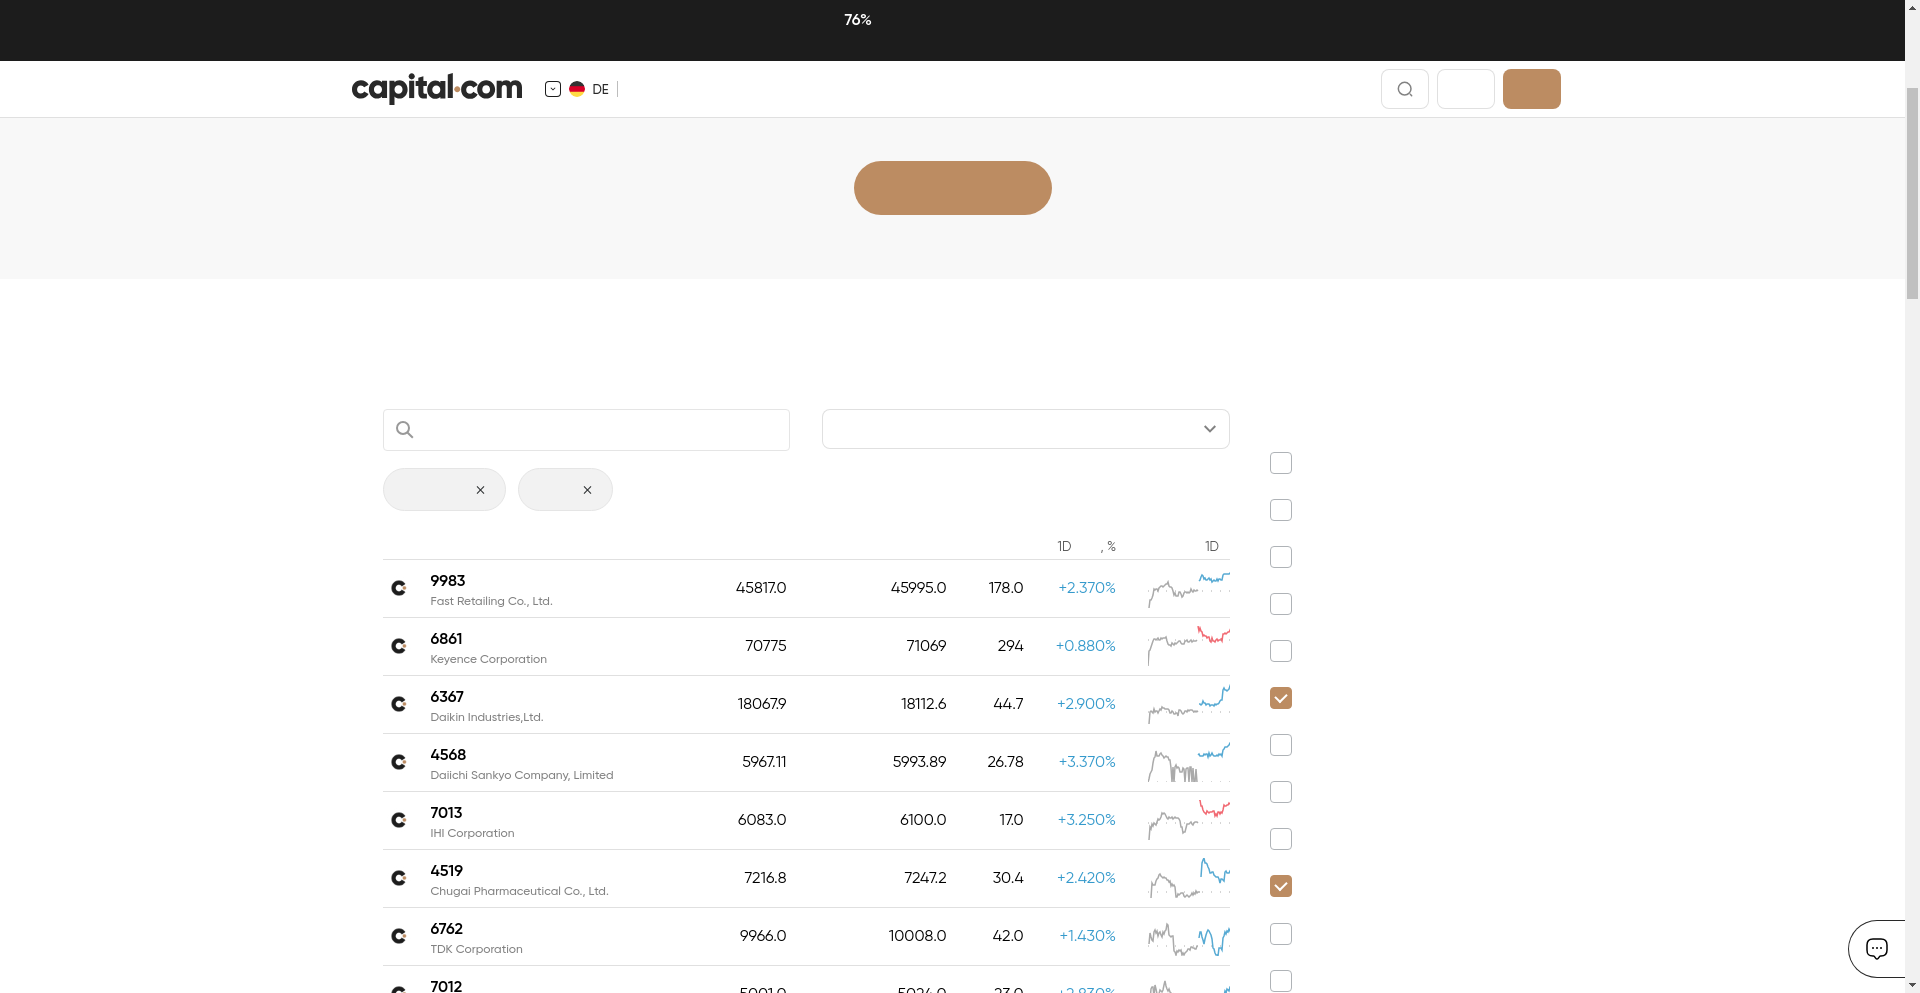 76%
capital.com
DE
1D , % 1D
9983 45817.0 45995.0 178.0 +2.370%
Fast Retailing Co., Ltd.
6861 70775 71069 294 +0.880%
Keyence Corporation
6367 18067.9 18112.6 44.7 +2.900%
Daikin Industries,Ltd.
4568 5967.11 5993.89 26.78 +3.370%
Daiichi Sankyo Company, Limited
7013 6083.0 6100.0 17.0 +3.250%
IHI Corporation
4519 7216.8 7247.2 30.4 +2.420%
Chugai Pharmaceutical Co., Ltd.
6762 9966.0 10008.0 42.0 +1.430%
TDK Corporation
7012